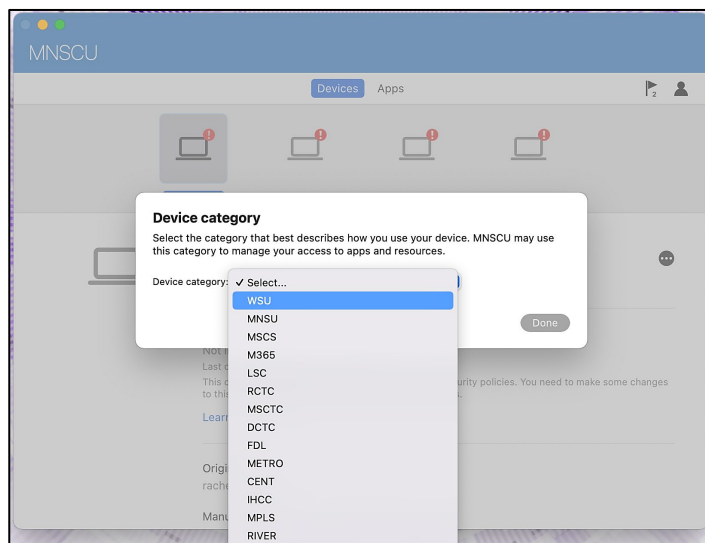 MNSCU
Devices Apps
2
Device category
Select the category that best describes how you use your device. MNSCU may use
this category to manage your access to apps and resources.
Device category:
✓ Select...
WSU
MNSU
MSCS
M365
LSC
RCTC
MSCTC
DCTC
FDL
METRO
CENT
IHCC
MPLS
RIVER
Done
Not
Last
This urity policies. You need to make some changes
to this
Learn
Origi
rache
Manu